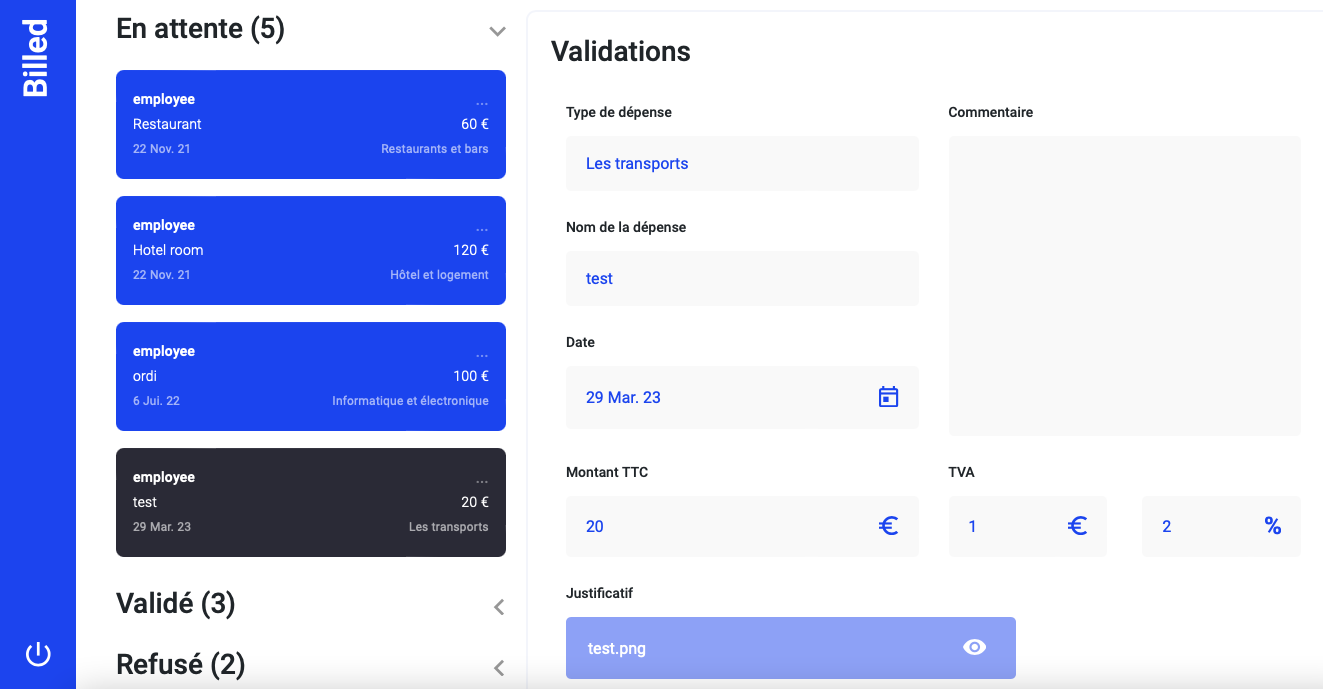 Billed
En attente (5)
employee
...
Restaurant
60 €
22 Nov. 21
Restaurants et bars
employee
...
Hotel room
120 €
22 Nov. 21
Hôtel et logement
employee
...
ordi
100 €
6 Jui. 22
Informatique et électronique
employee
...
test
20 €
29 Mar. 23
Les transports
Validé (3)
Refusé (2)
Validations
Type de dépense
Les transports
Nom de la dépense
test
Date
29 Mar. 23
Commentaire
Montant TTC
20 €
TVA
1 €
2 %
Justificatif
test.png